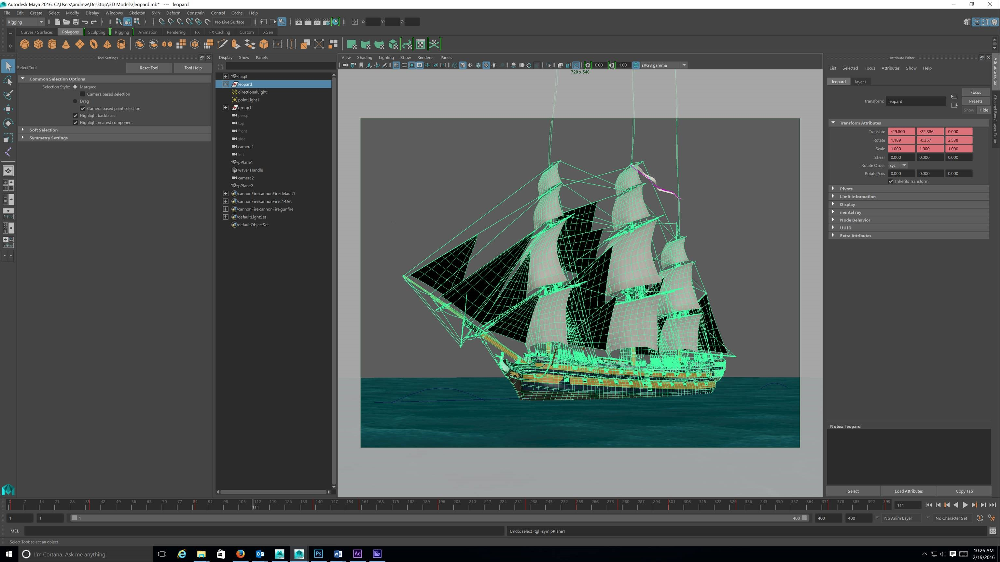 Autodesk Maya 2016: C:\Users\andrew\Desktop\3D Models\leopard.mb* --- leopard
File Edit Create Select Modify Display Windows Skeleton Skin Deform Constrain Control Cache Help
Rigging No Live Surface IPR X: Y: Z:
Curves / Surfaces Polygons Sculpting Rigging Animation Rendering FX FX Caching Custom XGen
Tool Settings
Select Tool Reset Tool Tool Help
Common Selection Options
Selection Style: Marquee
Camera based selection
Drag
Camera based paint selection
Highlight backfaces
Highlight nearest component
Soft Selection
Symmetry Settings
Display Show Panels
flag3
leopard
directionalLight1
pointLight1
group1
persp
top
front
side
camera1
left
pPlane1
wave1Handle
camera2
pPlane2
cannonFire:cannonFire:default1
cannonFire:cannonFire:f14Jet
cannonFire:cannonFire:gunfire
defaultLightSet
defaultObjectSet
View Shading Lighting Show Renderer Panels
0.00 1.00 sRGB gamma
720 x 540
Attribute Editor
List Selected Focus Attributes Show Help
leopard layer1
Focus
transform: leopard Presets
Show Hide
Transform Attributes
Translate -29.800 -22.886 0.000
Rotate 1.189 -0.357 2.538
Scale 1.000 1.000 1.000
Shear 0.000 0.000 0.000
Rotate Order xyz
Rotate Axis 0.000 0.000 0.000
Inherits Transform
Pivots
Limit Information
Display
mental ray
Node Behavior
UUID
Extra Attributes
Notes: leopard
Select Load Attributes Copy Tab
Attribute Editor
Channel Box / Layer Editor
0 7 14 21 28 35 42 49 56 63 70 77 84 91 98 105 112 119 126 133 140 147 154 161 168 175 182 189 196 203 210 217 224 231 238 245 252 259 266 273 280 287 294 301 308 315 322 329 336 343 350 357 364 371 378 385 392 399
111 111
1 1 1 400 400 400 No Anim Layer No Character Set
MEL Undo: select -tgl -sym pPlane1
Select Tool: select an object
I'm Cortana. Ask me anything. Ps Ae 10:26 AM
2/19/2016